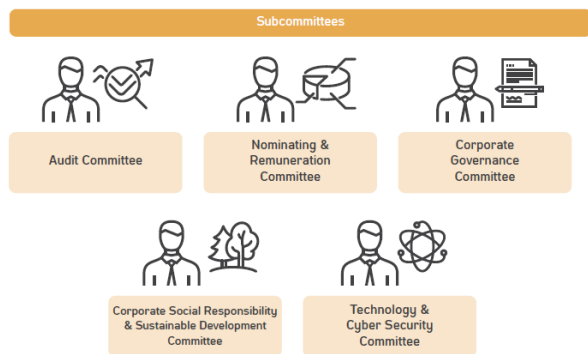 Subcommittees
Audit Committee
Nominating &
Remuneration
Committee
Corporate
Governance
Committee
Corporate Social Responsibility
& Sustainable Development
Committee
Technology &
Cyber Security
Committee